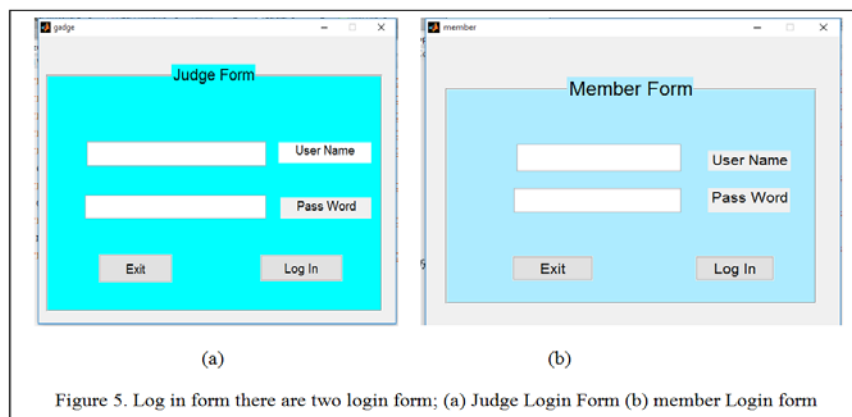 gadge
Judge Form
User Name
Pass Word
Exit
Log In
member
Member Form
User Name
Pass Word
Exit
Log In
(a)
(b)
Figure 5. Log in form there are two login form; (a) Judge Login Form (b) member Login form